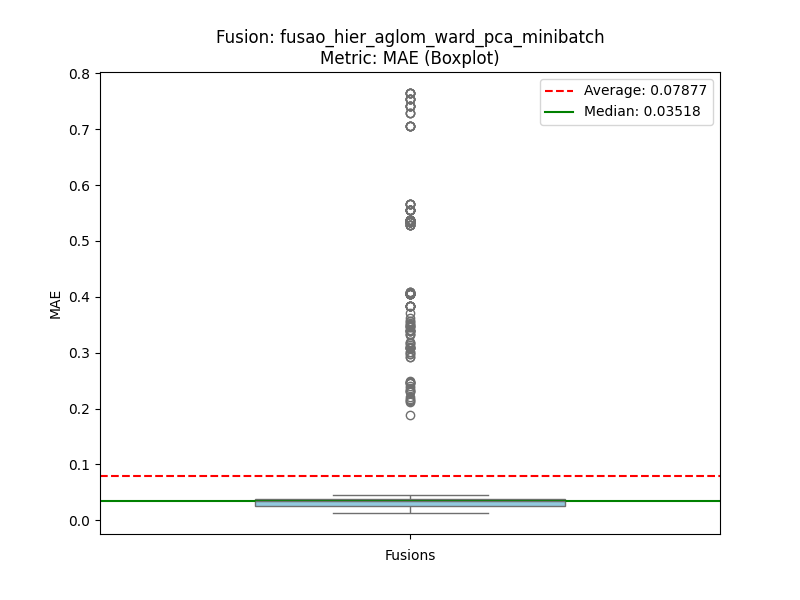 Fusion: fusao_hier_aglom_ward_pca_minibatch
Metric: MAE (Boxplot)
Average: 0.07877
Median: 0.03518
0.8
0.7
0.6
0.5
0.4
0.3
0.2
0.1
0.0
MAE
Fusions